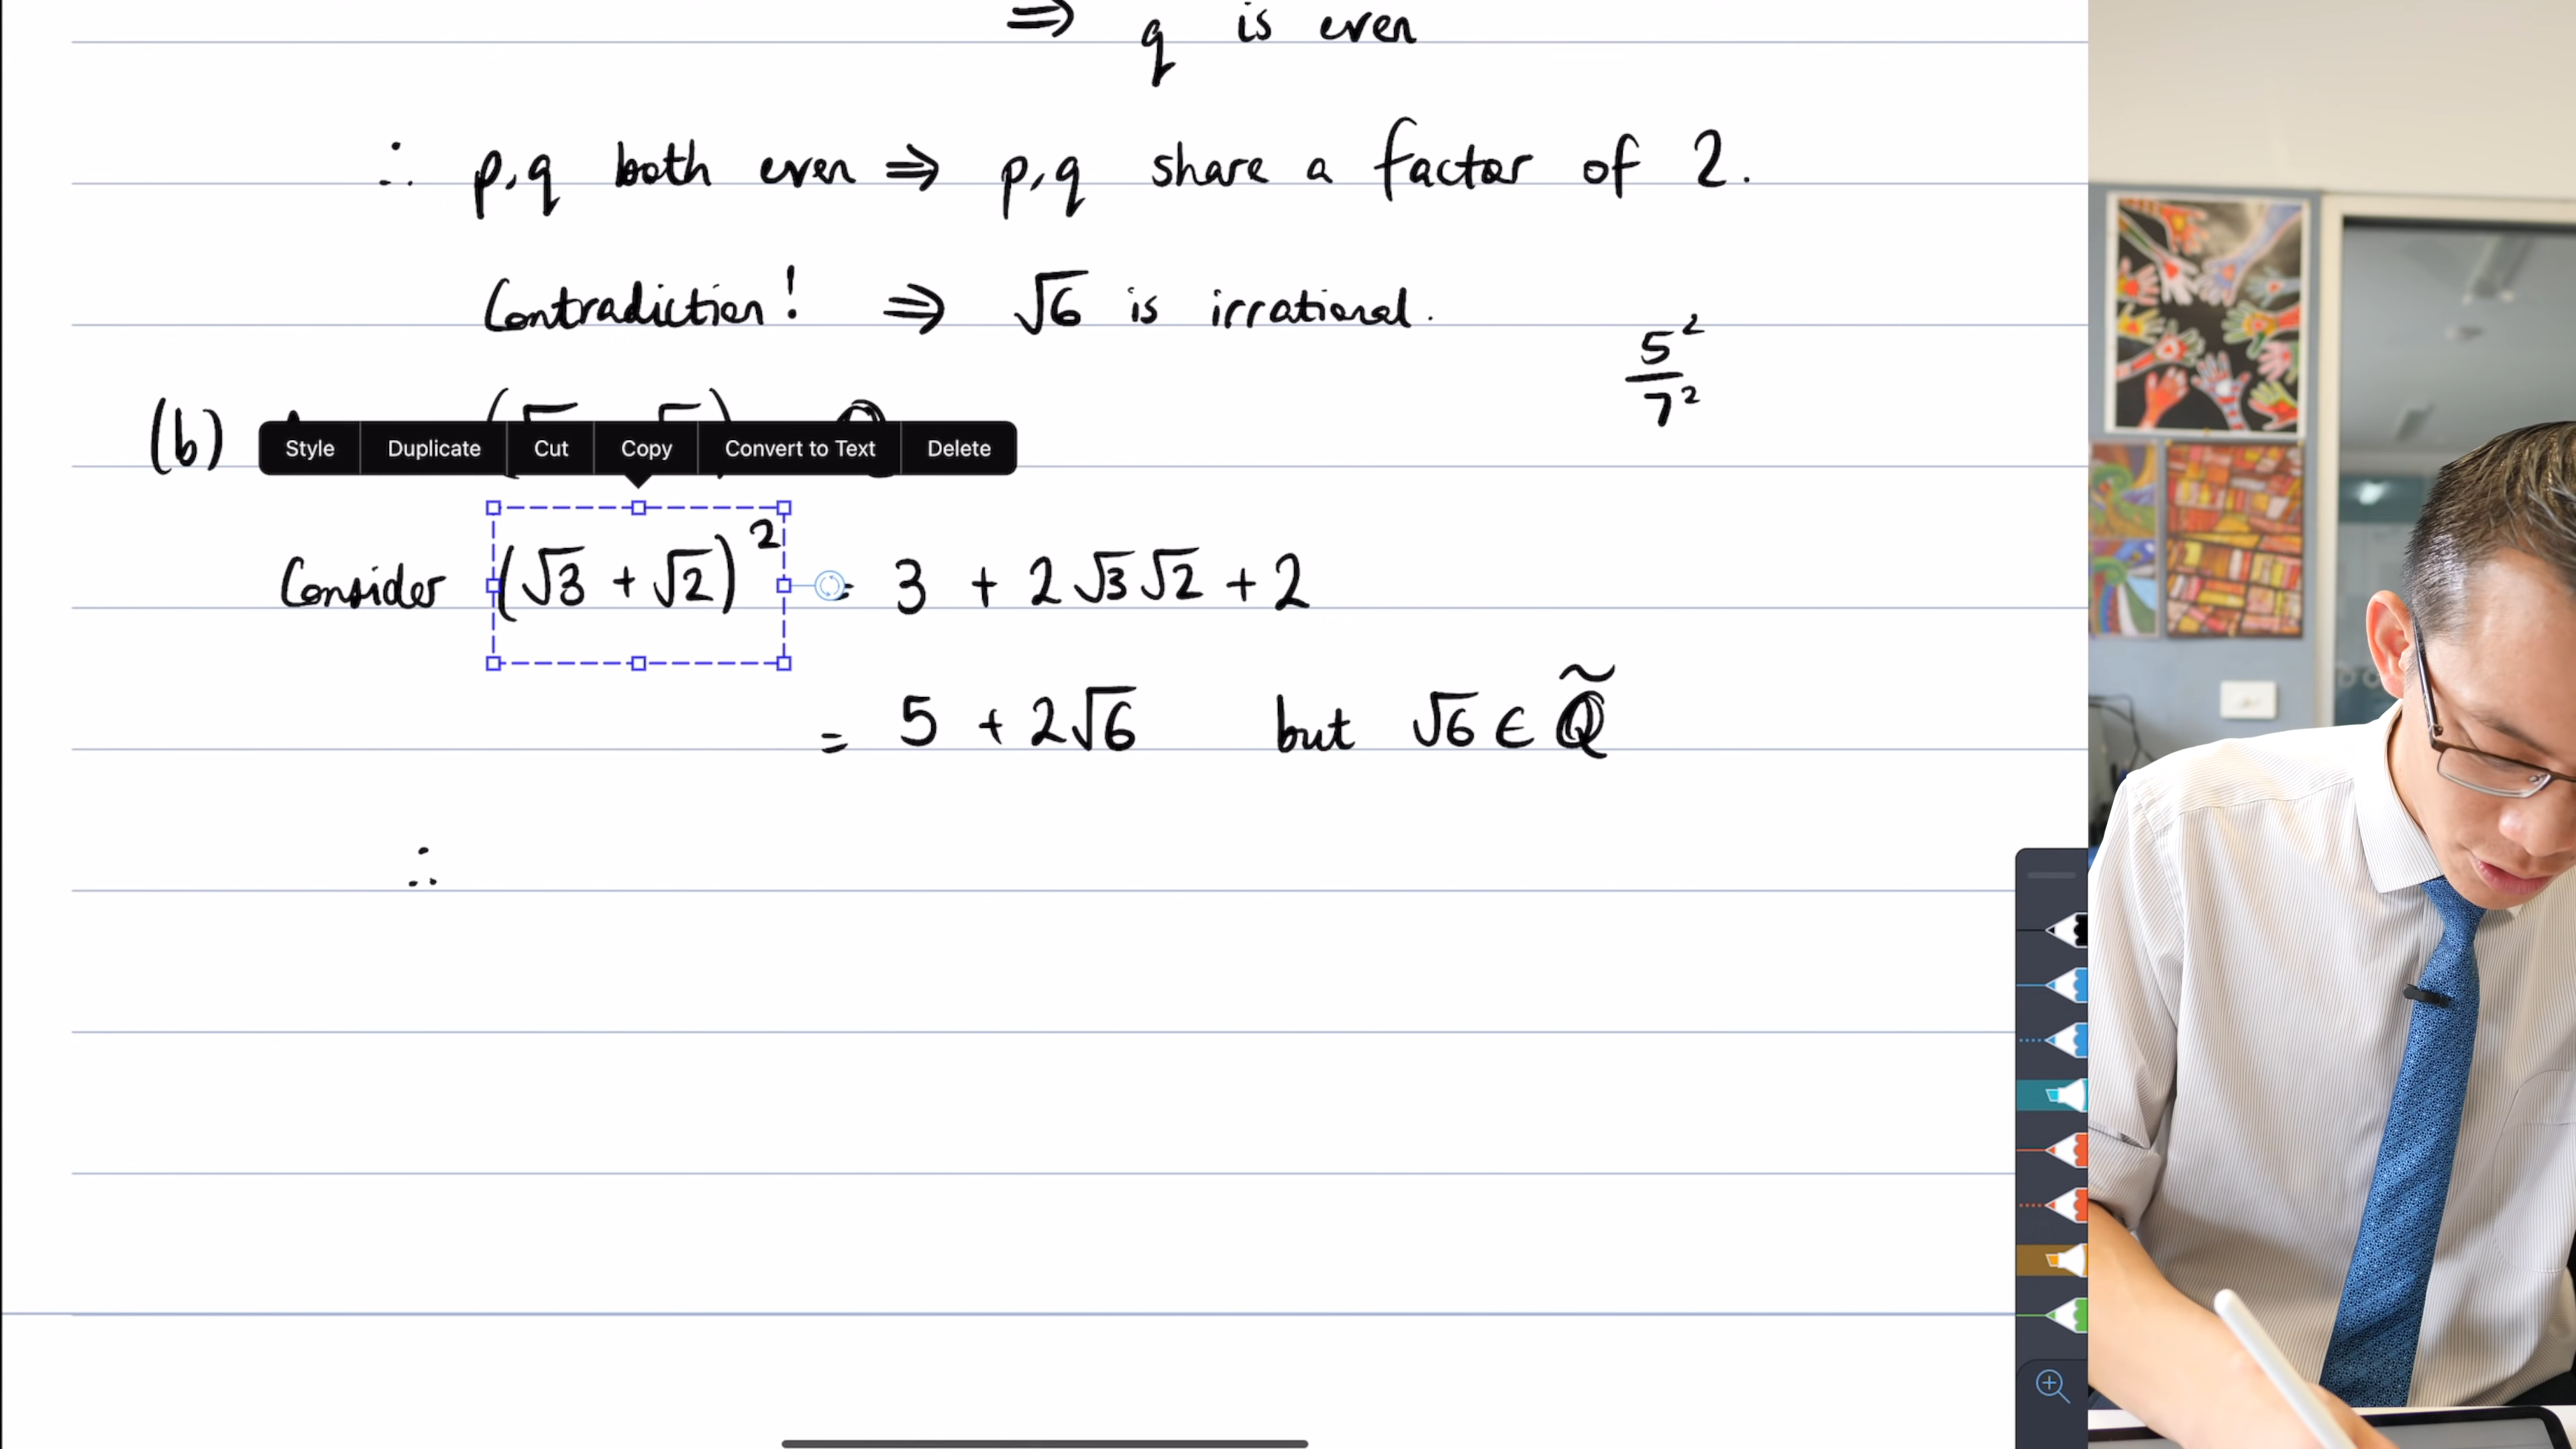 ⇒ q is even
∴ p,q both even ⇒ p,q share a factor of 2.
Contradiction! ⇒ √6 is irrational.
5² / 7²
(b)
Style Duplicate Cut Copy Convert to Text Delete
Consider (√3 + √2)² = 3 + 2√3√2 + 2
= 5 + 2√6 but √6 ∈ ℚ̃
∴